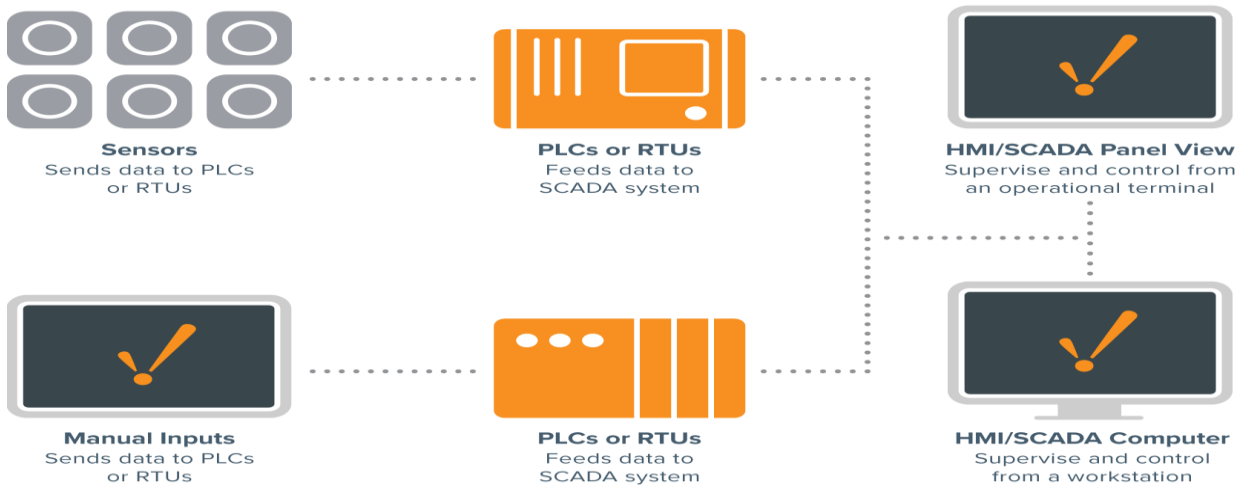 Sensors
Sends data to PLCs
or RTUs
PLCs or RTUs
Feeds data to
SCADA system
HMI/SCADA Panel View
Supervise and control from
an operational terminal
Manual Inputs
Sends data to PLCs
or RTUs
PLCs or RTUs
Feeds data to
SCADA system
HMI/SCADA Computer
Supervise and control
from a workstation